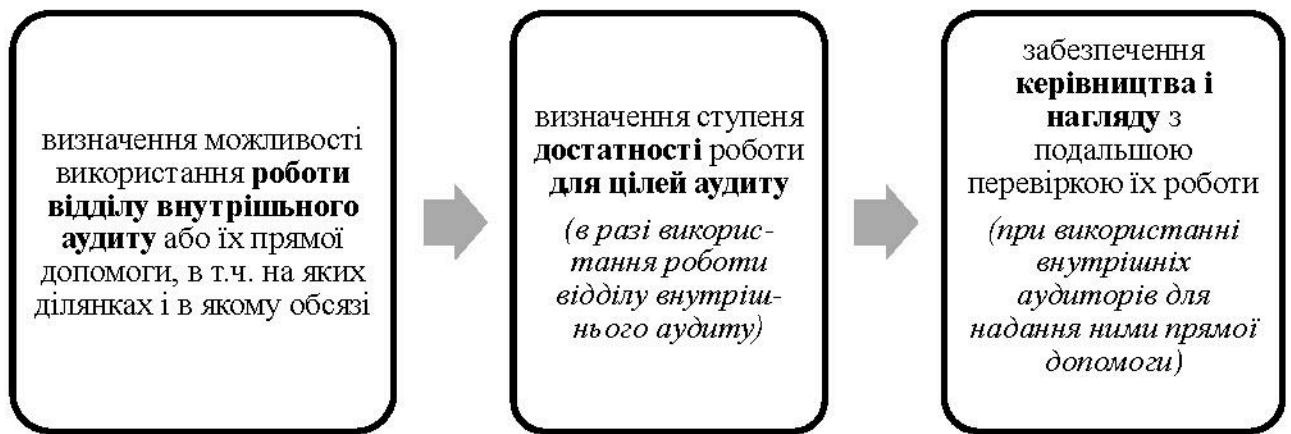 визначення можливості
використання роботи
відділу внутрішнього
аудиту або їх прямої
допомоги, в т.ч. на яких
ділянках і в якому обсязі
визначення ступеня
достатності роботи
для цілей аудиту
(в разі викорис-
тання роботи
відділу внутріш-
нього аудиту)
забезпечення
керівництва і
нагляду з
подальшою
перевіркою їх роботи
(при використанні
внутрішніх
аудиторів для
надання ними прямої
допомоги)